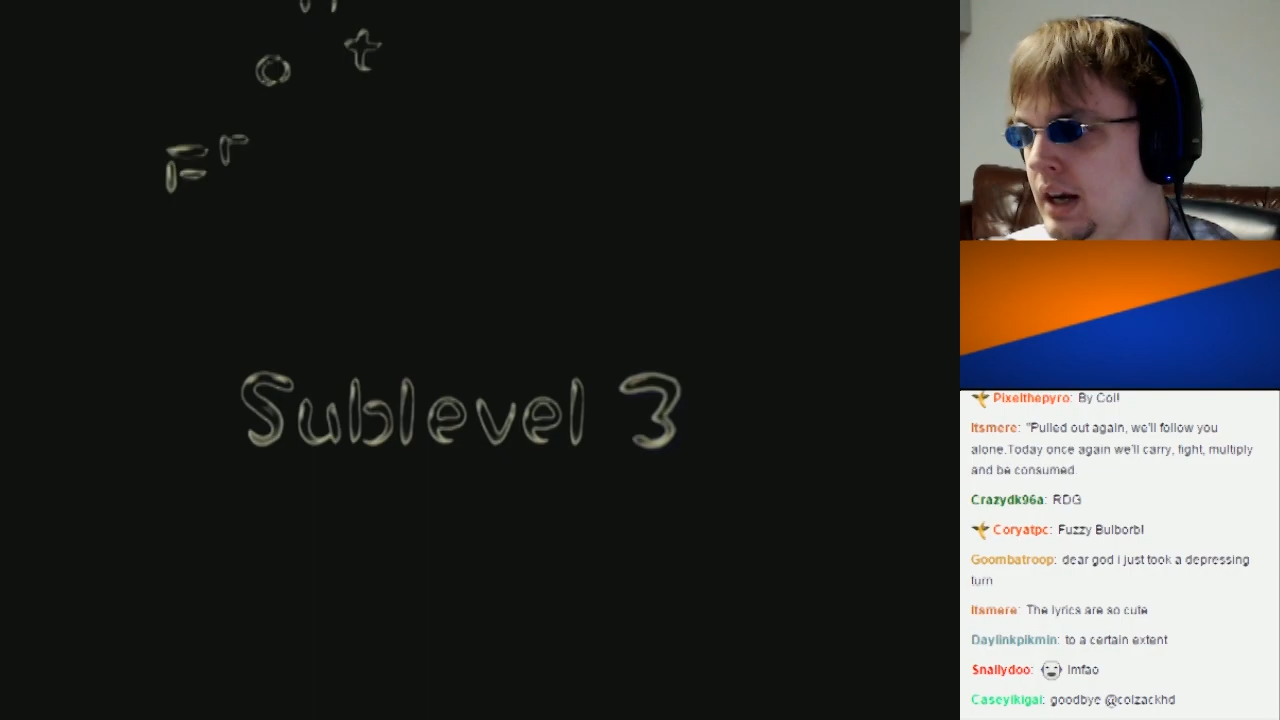 t
o
Fr
Sublevel 3
Pixelthepyro: By Col!
Itsmere: "Pulled out again, we'll follow you
alone.Today once again we'll carry, fight, multiply
and be consumed.
Crazydk96a: RDG
Coryatpc: Fuzzy Bulborb!
Goombatroop: dear god i just took a depressing
turn
Itsmere: The lyrics are so cute
Daylinkpikmin: to a certain extent
Snallydoo: lmfao
Caseyikigai: goodbye @colzackhd